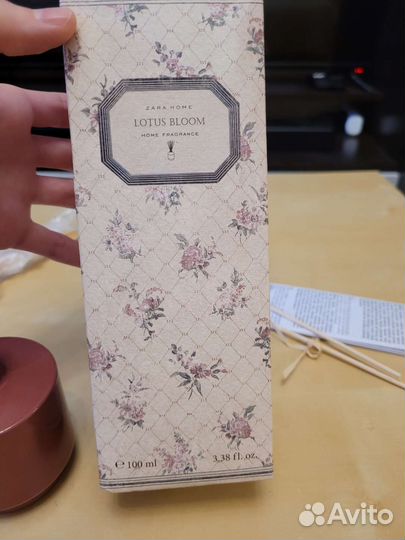 ZARA HOME
LOTUS BLOOM
HOME FRAGRANCE
℮ 100 ml
3,38 fl. oz.
Avito